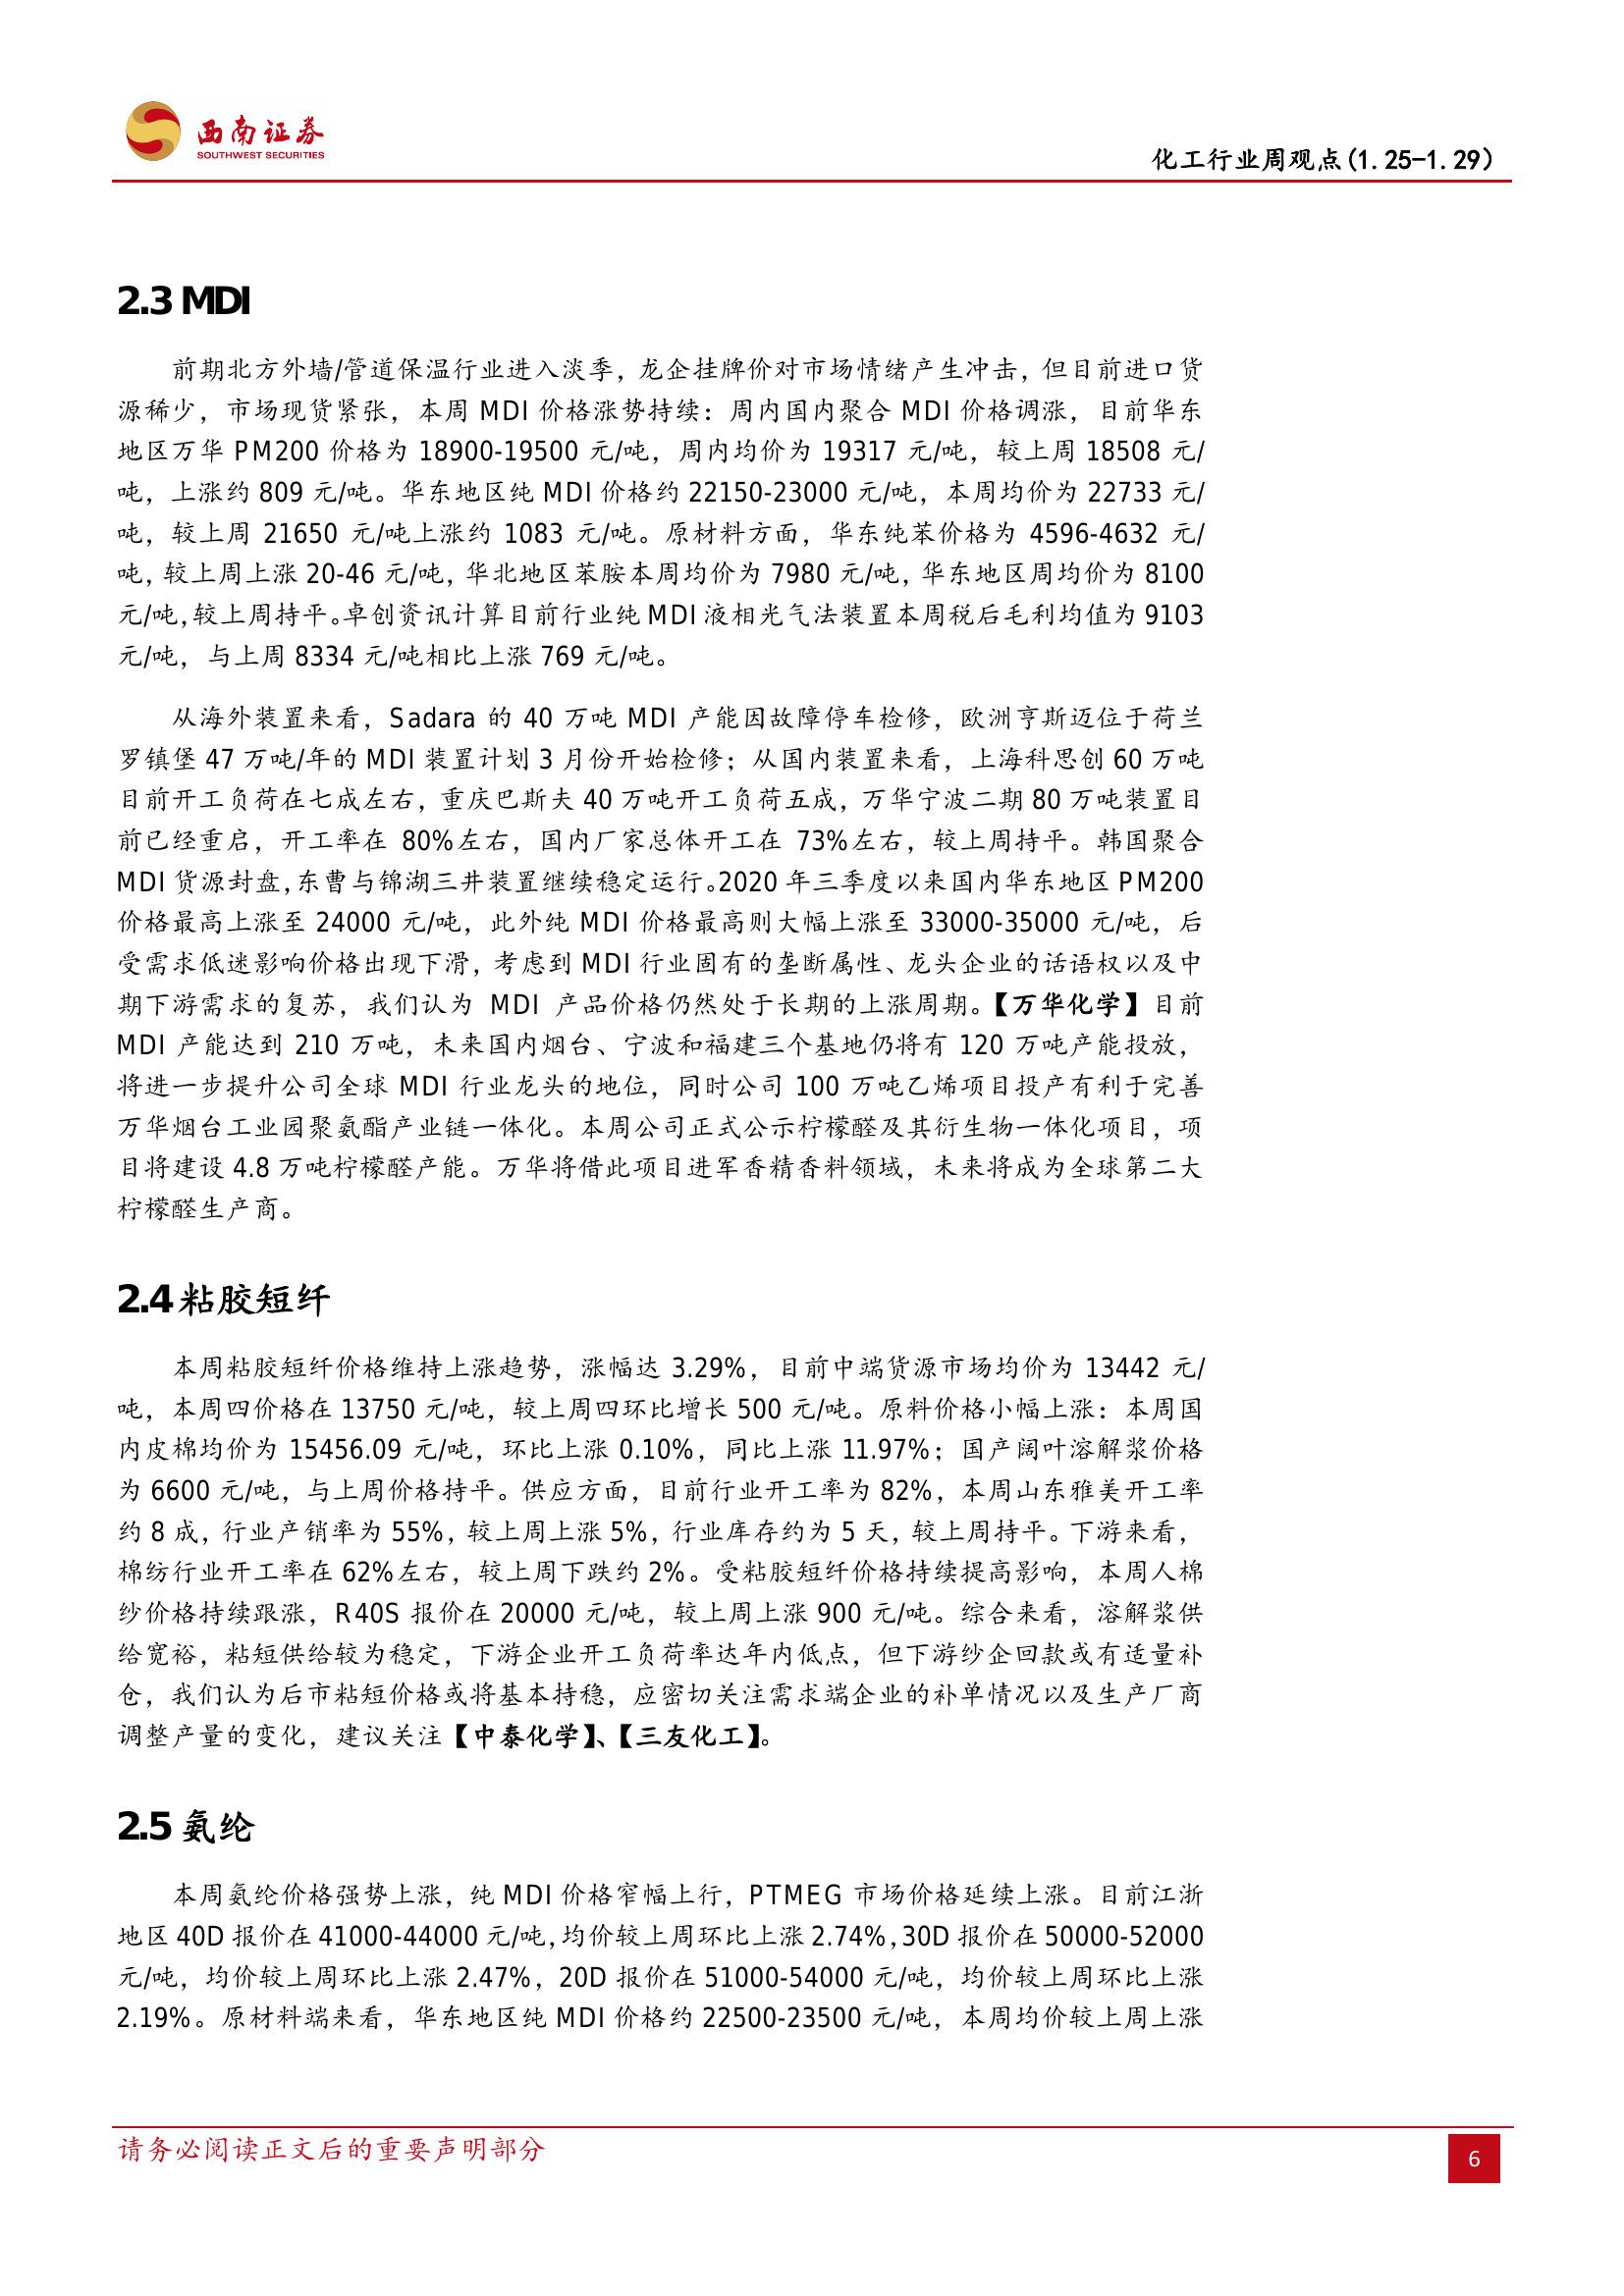 西南证券
SOUTHWEST SECURITIES
化工行业周观点(1.25-1.29)
2.3 MDI
前期北方外墙/管道保温行业进入淡季，龙企挂牌价对市场情绪产生冲击，但目前进口货
源稀少，市场现货紧张，本周 MDI 价格涨势持续：周内国内聚合 MDI 价格调涨，目前华东
地区万华 PM200 价格为 18900-19500 元/吨，周内均价为 19317 元/吨，较上周 18508 元/
吨，上涨约 809 元/吨。华东地区纯 MDI 价格约 22150-23000 元/吨，本周均价为 22733 元/
吨，较上周 21650 元/吨上涨约 1083 元/吨。原材料方面，华东纯苯价格为 4596-4632 元/
吨，较上周上涨 20-46 元/吨，华北地区苯胺本周均价为 7980 元/吨，华东地区周均价为 8100
元/吨，较上周持平。卓创资讯计算目前行业纯 MDI 液相光气法装置本周税后毛利均值为 9103
元/吨，与上周 8334 元/吨相比上涨 769 元/吨。
从海外装置来看，Sadara 的 40 万吨 MDI 产能因故障停车检修，欧洲亨斯迈位于荷兰
罗镇堡 47 万吨/年的 MDI 装置计划 3 月份开始检修；从国内装置来看，上海科思创 60 万吨
目前开工负荷在七成左右，重庆巴斯夫 40 万吨开工负荷五成，万华宁波二期 80 万吨装置目
前已经重启，开工率在 80%左右，国内厂家总体开工在 73%左右，较上周持平。韩国聚合
MDI 货源封盘，东曹与锦湖三井装置继续稳定运行。2020 年三季度以来国内华东地区 PM200
价格最高上涨至 24000 元/吨，此外纯 MDI 价格最高则大幅上涨至 33000-35000 元/吨，后
受需求低迷影响价格出现下滑，考虑到 MDI 行业固有的垄断属性、龙头企业的话语权以及中
期下游需求的复苏，我们认为 MDI 产品价格仍然处于长期的上涨周期。【万华化学】目前
MDI 产能达到 210 万吨，未来国内烟台、宁波和福建三个基地仍将有 120 万吨产能投放，
将进一步提升公司全球 MDI 行业龙头的地位，同时公司 100 万吨乙烯项目投产有利于完善
万华烟台工业园聚氨酯产业链一体化。本周公司正式公示柠檬醛及其衍生物一体化项目，项
目将建设 4.8 万吨柠檬醛产能。万华将借此项目进军香精香料领域，未来将成为全球第二大
柠檬醛生产商。
2.4 粘胶短纤
本周粘胶短纤价格维持上涨趋势，涨幅达 3.29%，目前中端货源市场均价为 13442 元/
吨，本周四价格在 13750 元/吨，较上周四环比增长 500 元/吨。原料价格小幅上涨：本周国
内皮棉均价为 15456.09 元/吨，环比上涨 0.10%，同比上涨 11.97%；国产阔叶溶解浆价格
为 6600 元/吨，与上周价格持平。供应方面，目前行业开工率为 82%，本周山东雅美开工率
约 8 成，行业产销率为 55%，较上周上涨 5%，行业库存约为 5 天，较上周持平。下游来看，
棉纺行业开工率在 62%左右，较上周下跌约 2%。受粘胶短纤价格持续提高影响，本周人棉
纱价格持续跟涨，R40S 报价在 20000 元/吨，较上周上涨 900 元/吨。综合来看，溶解浆供
给宽裕，粘短供给较为稳定，下游企业开工负荷率达年内低点，但下游纱企回款或有适量补
仓，我们认为后市粘短价格或将基本持稳，应密切关注需求端企业的补单情况以及生产厂商
调整产量的变化，建议关注【中泰化学】、【三友化工】。
2.5 氨纶
本周氨纶价格强势上涨，纯 MDI 价格窄幅上行，PTMEG 市场价格延续上涨。目前江浙
地区 40D 报价在 41000-44000 元/吨，均价较上周环比上涨 2.74%，30D 报价在 50000-52000
元/吨，均价较上周环比上涨 2.47%，20D 报价在 51000-54000 元/吨，均价较上周环比上涨
2.19%。原材料端来看，华东地区纯 MDI 价格约 22500-23500 元/吨，本周均价较上周上涨
请务必阅读正文后的重要声明部分
6